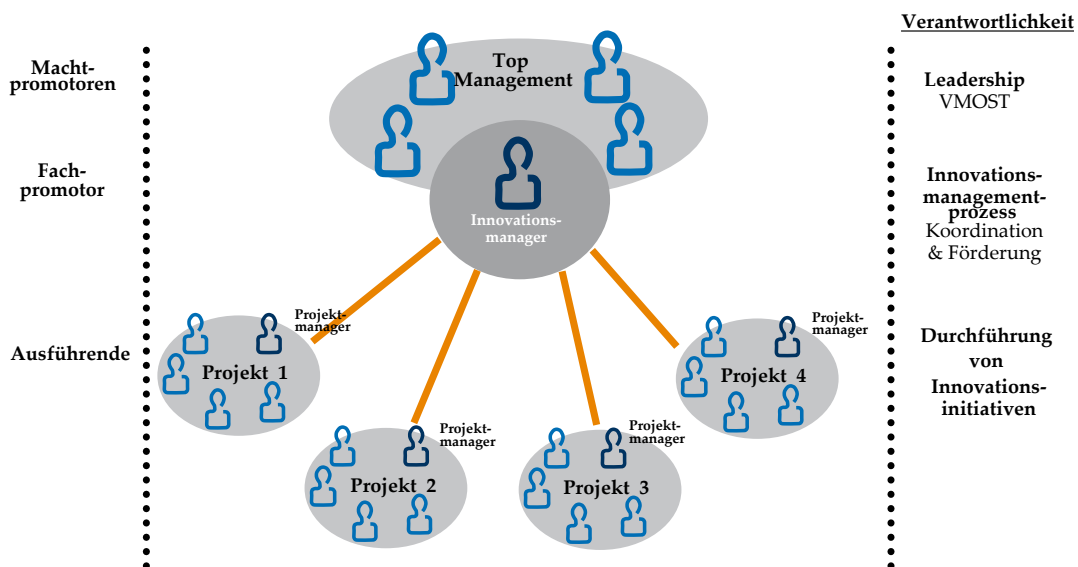 Verantwortlichkeit
Macht-
promotoren
Top
Management
Leadership
VMOST
Fach-
promotor
Innovations-
manager
Innovations-
management-
prozess
Koordination
& Förderung
Ausführende
Projekt-
manager
Projekt 1
Projekt-
manager
Projekt 2
Projekt-
manager
Projekt 3
Projekt-
manager
Projekt 4
Durchführung
von
Innovations-
initiativen